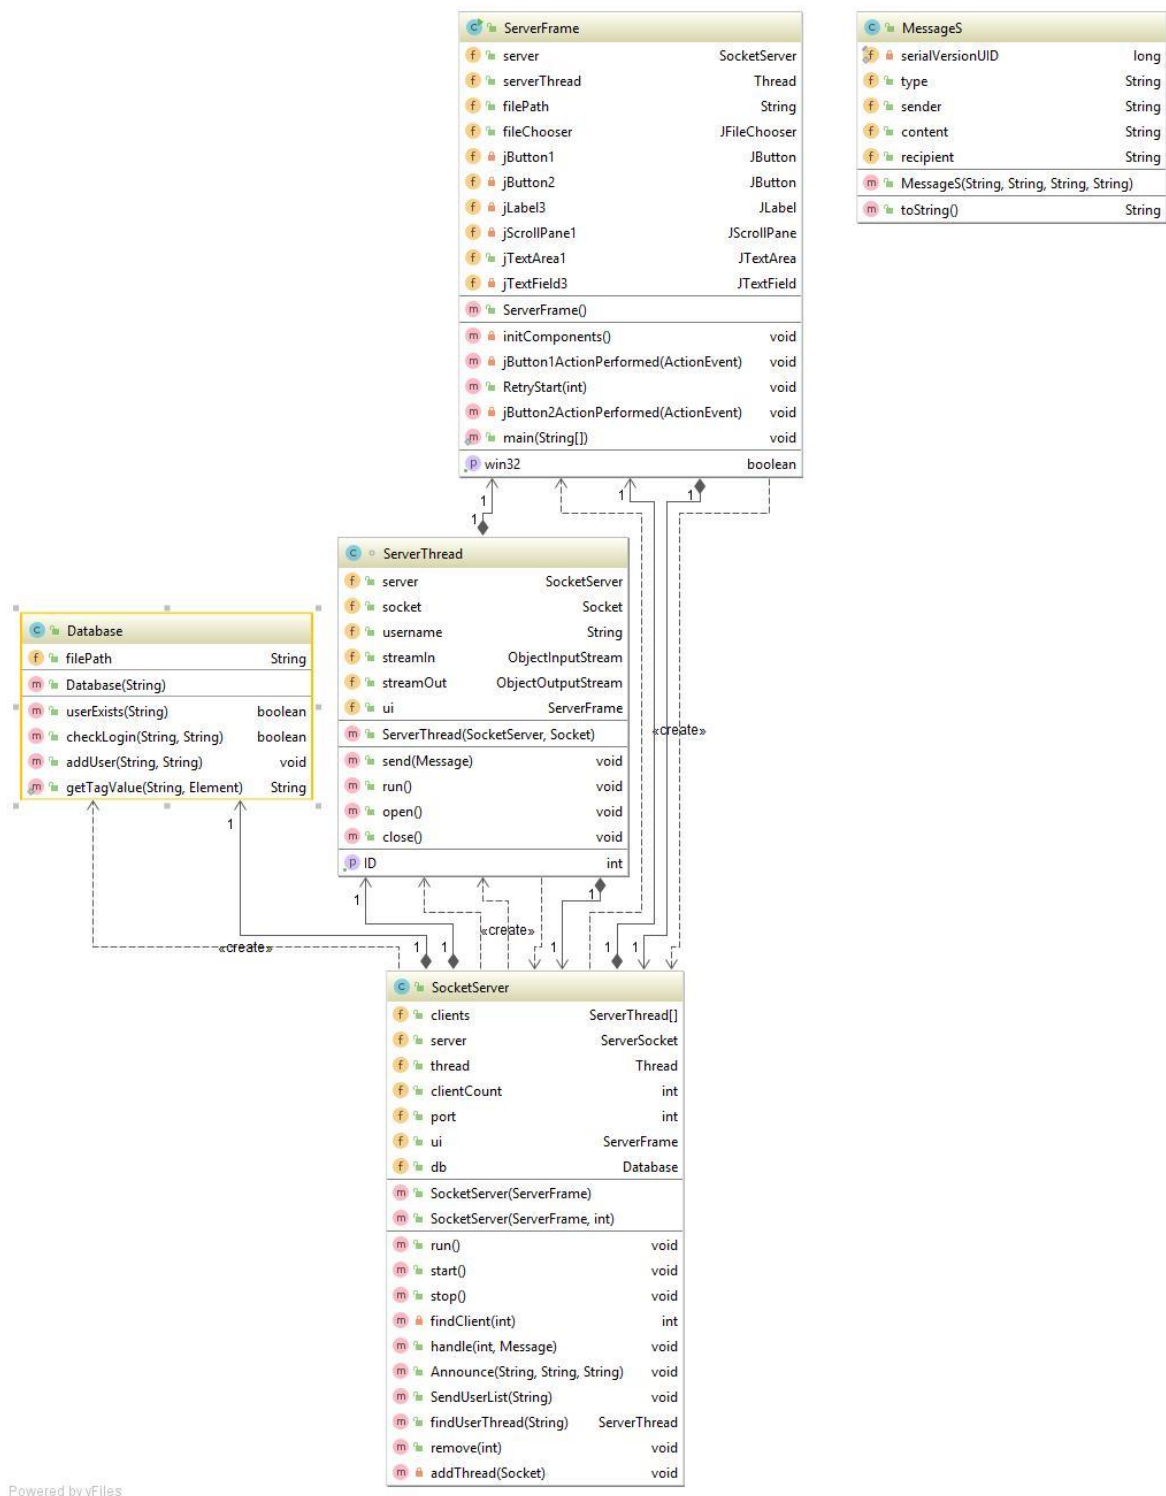 ServerFrame
server SocketServer
serverThread Thread
filePath String
fileChooser JFileChooser
jButton1 JButton
jButton2 JButton
jLabel3 JLabel
jScrollPane1 JScrollPane
jTextArea1 JTextArea
jTextField3 JTextField
ServerFrame()
initComponents() void
jButton1ActionPerformed(ActionEvent) void
RetryStart(int) void
jButton2ActionPerformed(ActionEvent) void
main(String[]) void
win32 boolean
MessageS
serialVersionUID long
type String
sender String
content String
recipient String
MessageS(String, String, String, String)
toString() String
1
1
1
1
ServerThread
server SocketServer
socket Socket
username String
streamIn ObjectInputStream
streamOut ObjectOutputStream
ui ServerFrame
ServerThread(SocketServer, Socket)
send(Message) void
run() void
open() void
close() void
ID int
«create»
Database
filePath String
Database(String)
userExists(String) boolean
checkLogin(String, String) boolean
addUser(String, String) void
getTagValue(String, Element) String
1
1
1
«create»
«create»
1
1
1
1
1
SocketServer
clients ServerThread[]
server ServerSocket
thread Thread
clientCount int
port int
ui ServerFrame
db Database
SocketServer(ServerFrame)
SocketServer(ServerFrame, int)
run() void
start() void
stop() void
findClient(int) int
handle(int, Message) void
Announce(String, String, String) void
SendUserList(String) void
findUserThread(String) ServerThread
remove(int) void
addThread(Socket) void
Powered by yFiles